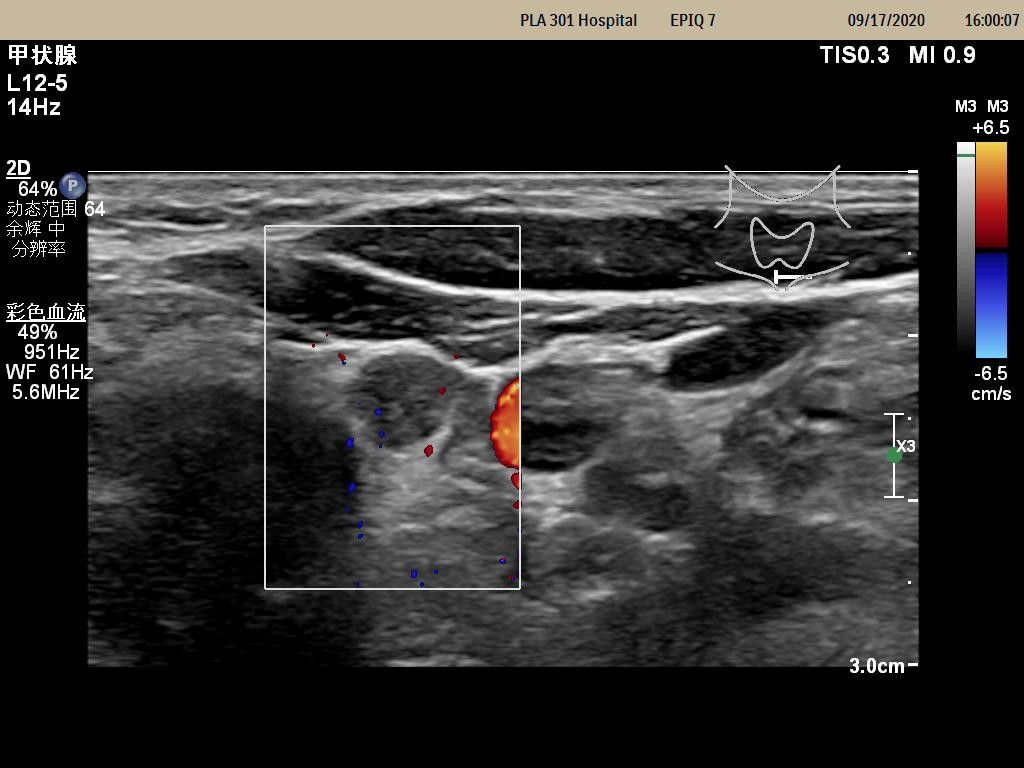 PLA 301 Hospital EPIQ 7 09/17/2020 16:00:07
甲状腺
TIS0.3 MI 0.9
L12-5
14Hz
M3 M3
+6.5
2D
64%
P
动态范围 64
余辉 中
分辨率
彩色血流
49%
951Hz
WF 61Hz
5.6MHz
-6.5
cm/s
X3
3.0cm